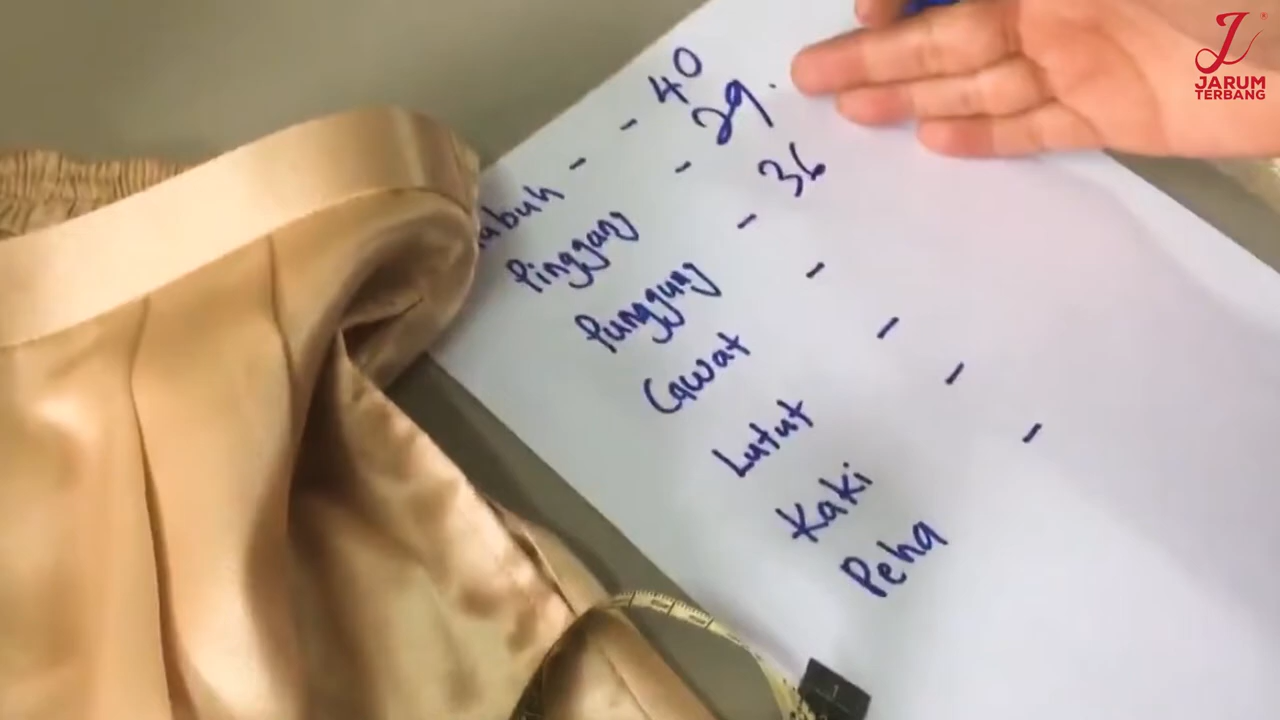 - 40
Pinggang - 29.
Punggung - 36
Cawat -
Lutut -
Kaki -
Peha -
JARUM
TERBANG